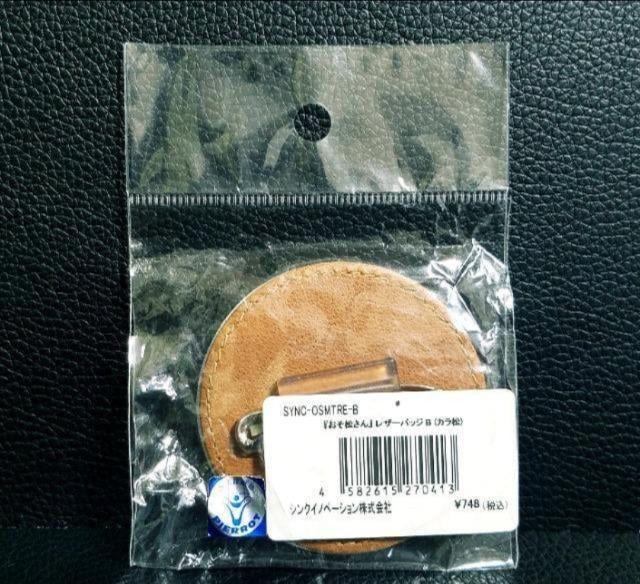 SYNC-OSMTRE-B
『おそ松さん』レザーバッジ B (カラ松)
4 582615 270413
シンクイノベーション株式会社
¥748 (税込)
PIERROT